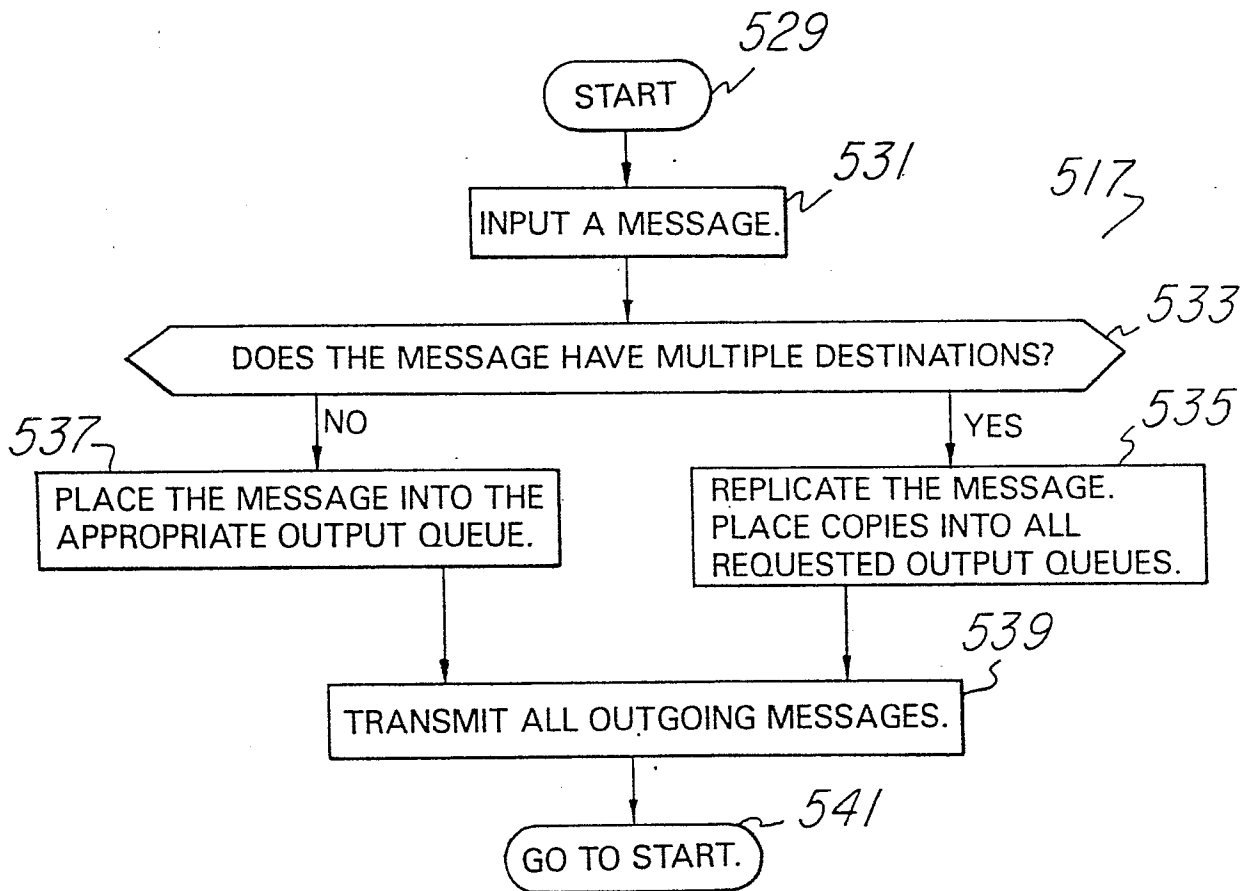 529
START
531
INPUT A MESSAGE.
517
533
DOES THE MESSAGE HAVE MULTIPLE DESTINATIONS?
NO
YES
537
535
PLACE THE MESSAGE INTO THE
APPROPRIATE OUTPUT QUEUE.
REPLICATE THE MESSAGE.
PLACE COPIES INTO ALL
REQUESTED OUTPUT QUEUES.
539
TRANSMIT ALL OUTGOING MESSAGES.
541
GO TO START.